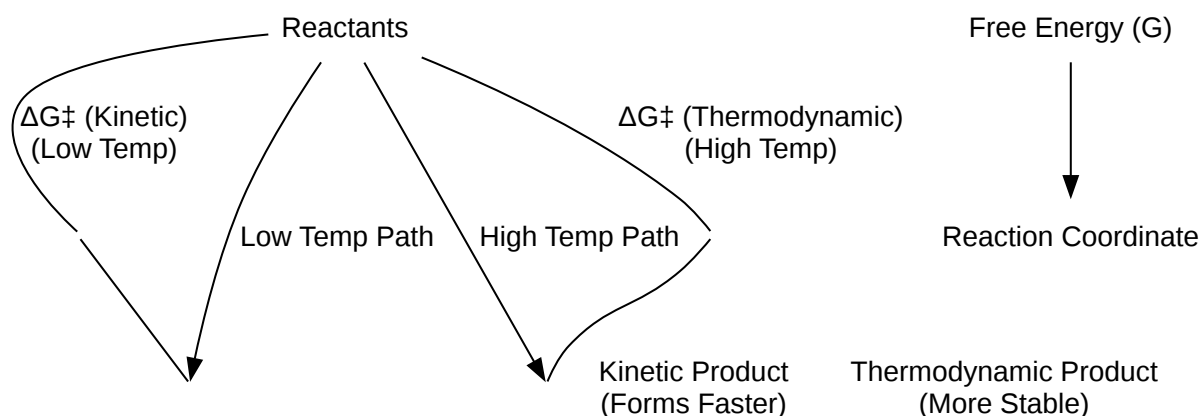 Reactants
Free Energy (G)
ΔG‡ (Kinetic)
(Low Temp)
ΔG‡ (Thermodynamic)
(High Temp)
Low Temp Path
High Temp Path
Reaction Coordinate
Kinetic Product
(Forms Faster)
Thermodynamic Product
(More Stable)